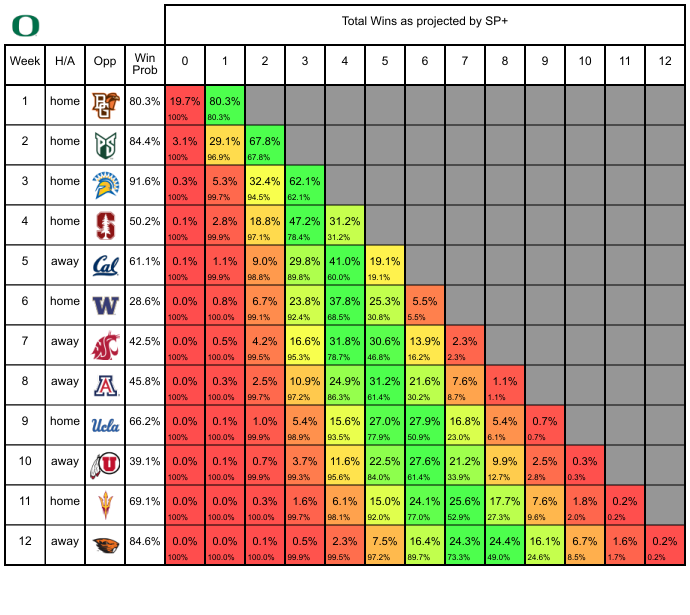 O
Total Wins as projected by SP+
Week H/A Opp Win Prob 0 1 2 3 4 5 6 7 8 9 10 11 12
1 home BG 80.3% 19.7% 80.3%
100% 80.3%
2 home PS 84.4% 3.1% 29.1% 67.8%
100% 96.9% 67.8%
3 home 91.6% 0.3% 5.3% 32.4% 62.1%
100% 99.7% 94.5% 62.1%
4 home S 50.2% 0.1% 2.8% 18.8% 47.2% 31.2%
100% 99.9% 97.1% 78.4% 31.2%
5 away Cal 61.1% 0.1% 1.1% 9.0% 29.8% 41.0% 19.1%
100% 99.9% 98.8% 89.8% 60.0% 19.1%
6 home W 28.6% 0.0% 0.8% 6.7% 23.8% 37.8% 25.3% 5.5%
100% 100.0% 99.1% 92.4% 68.5% 30.8% 5.5%
7 away 42.5% 0.0% 0.5% 4.2% 16.6% 31.8% 30.6% 13.9% 2.3%
100% 100.0% 99.5% 95.3% 78.7% 46.8% 16.2% 2.3%
8 away A 45.8% 0.0% 0.3% 2.5% 10.9% 24.9% 31.2% 21.6% 7.6% 1.1%
100% 100.0% 99.7% 97.2% 86.3% 61.4% 30.2% 8.7% 1.1%
9 home Ucla 66.2% 0.0% 0.1% 1.0% 5.4% 15.6% 27.0% 27.9% 16.8% 5.4% 0.7%
100% 100.0% 99.9% 98.9% 93.5% 77.9% 50.9% 23.0% 6.1% 0.7%
10 away U 39.1% 0.0% 0.1% 0.7% 3.7% 11.6% 22.5% 27.6% 21.2% 9.9% 2.5% 0.3%
100% 100.0% 99.9% 99.3% 95.6% 84.0% 61.4% 33.9% 12.7% 2.8% 0.3%
11 home 69.1% 0.0% 0.0% 0.3% 1.6% 6.1% 15.0% 24.1% 25.6% 17.7% 7.6% 1.8% 0.2%
100% 100.0% 100.0% 99.7% 98.1% 92.0% 77.0% 52.9% 27.3% 9.6% 2.0% 0.2%
12 away 84.6% 0.0% 0.0% 0.1% 0.5% 2.3% 7.5% 16.4% 24.3% 24.4% 16.1% 6.7% 1.6% 0.2%
100% 100.0% 100.0% 99.9% 99.5% 97.2% 89.7% 73.3% 49.0% 24.6% 8.5% 1.7% 0.2%